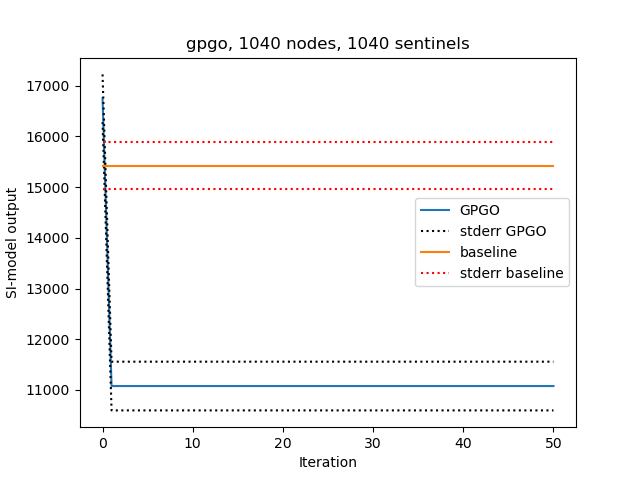 gpgo, 1040 nodes, 1040 sentinels
17000
16000
15000
14000
13000
12000
11000
SI-model output
GPGO
stderr GPGO
baseline
stderr baseline
0 10 20 30 40 50
Iteration